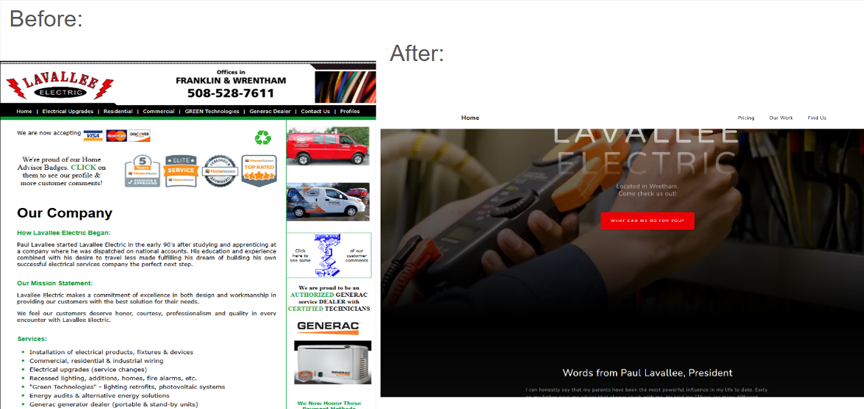 Before:
After:
LAVALLEE
ELECTRIC
Offices in
FRANKLIN & WRENTHAM
508-528-7611
Home | Electrical Upgrades | Residential | Commercial | GREEN Technologies | Generac Dealer | Contact Us | Profiles
We are now accepting VISA MasterCard DISCOVER
We're proud of our Home
Advisor Badges. CLICK on
them to see our profile &
more customer comments!
5
ELITE
SERVICE
HomeAdvisor
TOP RATED
Our Company
How Lavallee Electric Began:
Paul Lavallee started Lavallee Electric in the early 90's after studying and apprenticing at
a company where he was dispatched on national accounts. His education and experience
combined with his desire to travel less made fulfilling his dream of building his own
successful electrical services company the perfect next step.
Our Mission Statement:
Lavallee Electric makes a commitment of excellence in both design and workmanship in
providing our customers with the best solution for their needs.
We feel our customers deserve honor, courtesy, professionalism and quality in every
encounter with Lavallee Electric.
Services:
Installation of electrical products, fixtures & devices
Commercial, residential & industrial wiring
Electrical upgrades (service changes)
Recessed lighting, additions, homes, fire alarms, etc.
"Green Technologies" - lighting retrofits, photovoltaic systems
Energy audits & alternative energy solutions
Generac generator dealer (portable & stand-by units)
Click
here to
see some
of our
customer
comments
We are proud to be an
AUTHORIZED GENERAC
service DEALER with
CERTIFIED TECHNICIANS
GENERAC
We Now Honor These
Payment Methods
Home
Pricing
Our Work
Find Us
LAVALLEE
ELECTRIC
Located in Wretham.
Come check us out!
WHAT CAN WE DO FOR YOU?
Words from Paul Lavallee, President
I can honestly say that my parents have been the most powerful influence in my life to date. Early